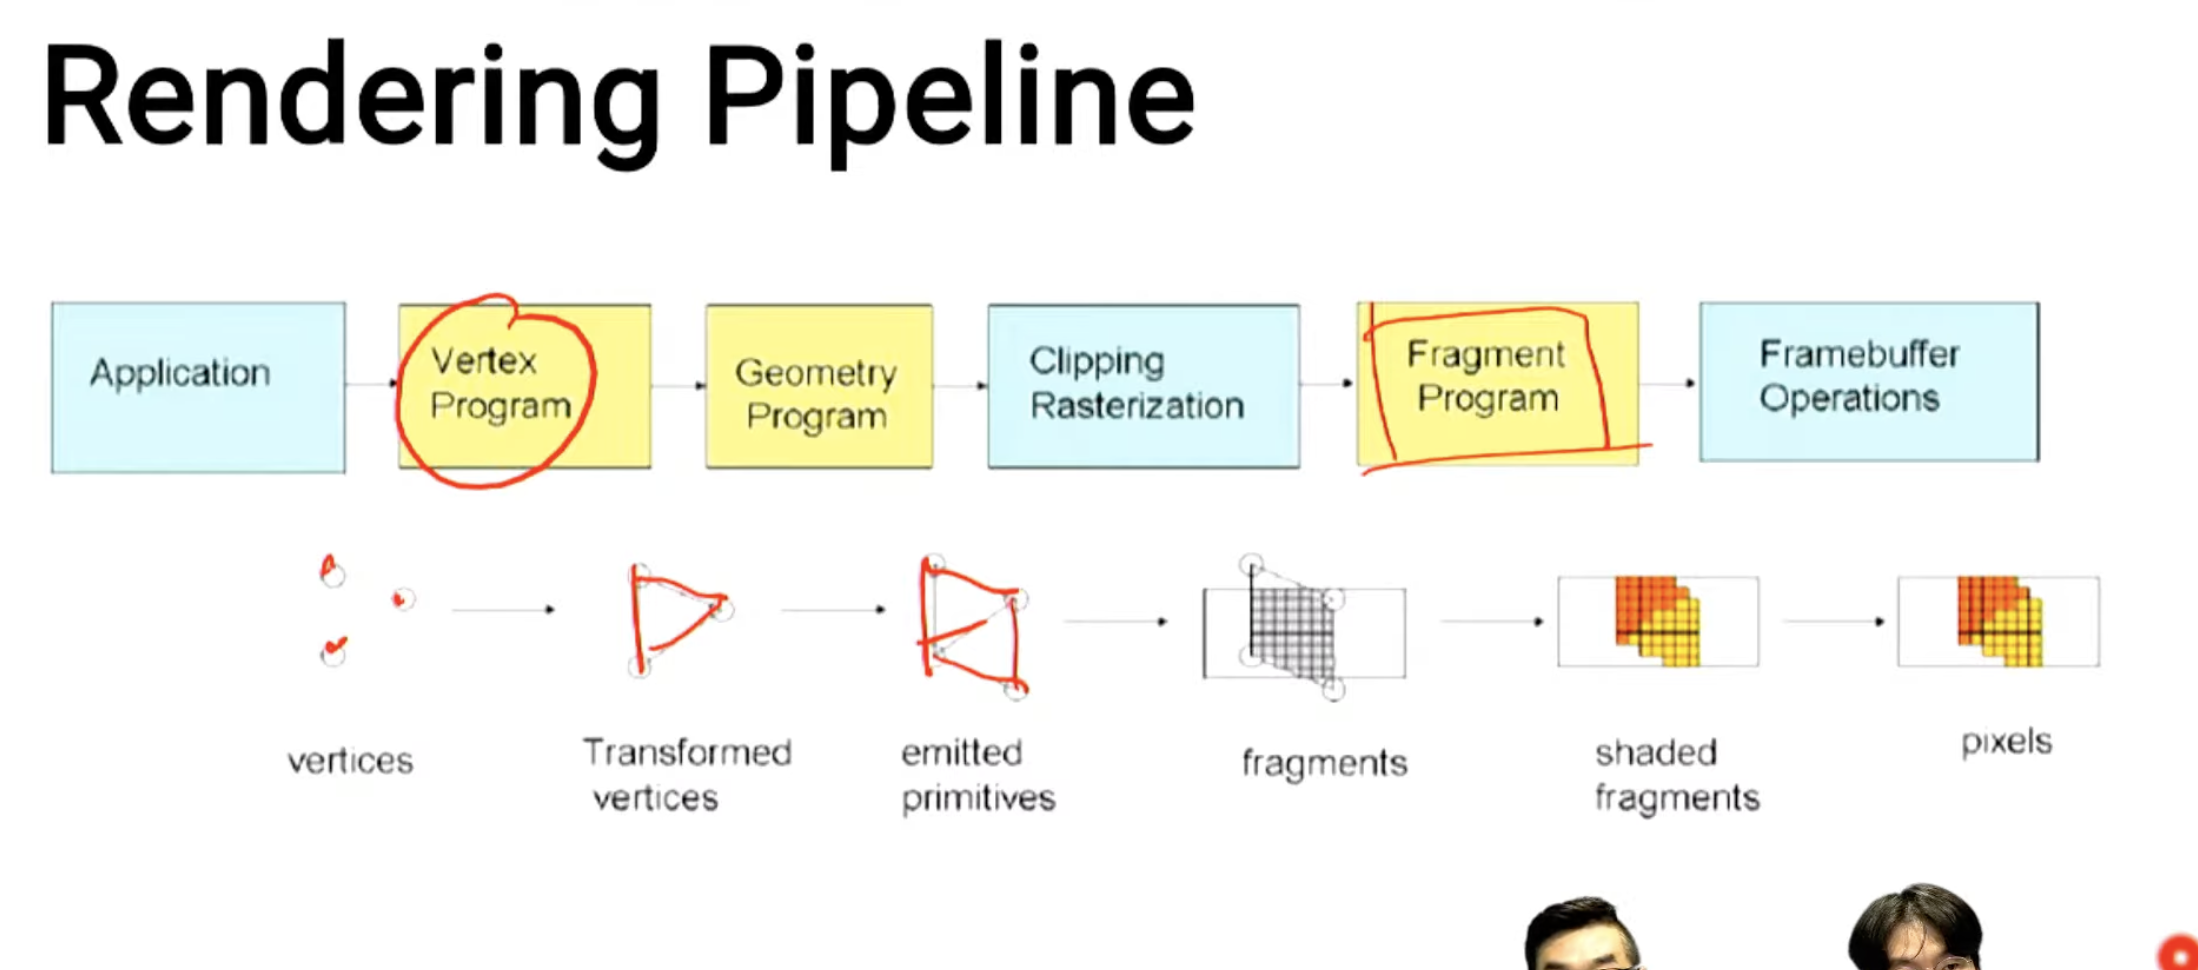 Rendering Pipeline
Application
Vertex
Program
Geometry
Program
Clipping
Rasterization
Fragment
Program
Framebuffer
Operations
vertices
Transformed
vertices
emitted
primitives
fragments
shaded
fragments
pixels